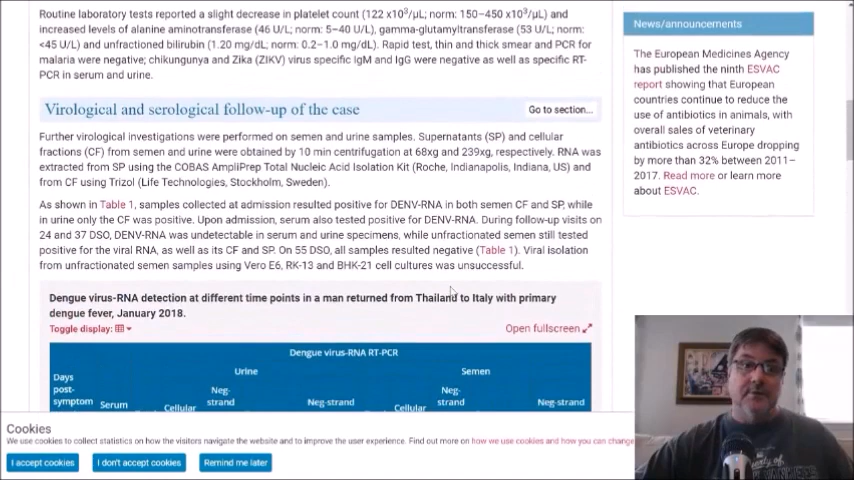 Routine laboratory tests reported a slight decrease in platelet count (122 x10³/µL; norm: 150–450 x10³/µL) and
increased levels of alanine aminotransferase (46 U/L; norm: 5–40 U/L), gamma-glutamyltransferase (53 U/L; norm:
<45 U/L) and unfractioned bilirubin (1.20 mg/dL; norm: 0.2–1.0 mg/dL). Rapid test, thin and thick smear and PCR for
malaria were negative; chikungunya and Zika (ZIKV) virus specific IgM and IgG were negative as well as specific RT-
PCR in serum and urine.
Virological and serological follow-up of the case
Go to section...
Further virological investigations were performed on semen and urine samples. Supernatants (SP) and cellular
fractions (CF) from semen and urine were obtained by 10 min centrifugation at 68xg and 239xg, respectively. RNA was
extracted from SP using the COBAS AmpliPrep Total Nucleic Acid Isolation Kit (Roche, Indianapolis, Indiana, US) and
from CF using Trizol (Life Technologies, Stockholm, Sweden).
As shown in Table 1, samples collected at admission resulted positive for DENV-RNA in both semen CF and SP, while
in urine only the CF was positive. Upon admission, serum also tested positive for DENV-RNA. During follow-up visits on
24 and 37 DSO, DENV-RNA was undetectable in serum and urine specimens, while unfractionated semen still tested
positive for the viral RNA, as well as its CF and SP. On 55 DSO, all samples resulted negative (Table 1). Viral isolation
from unfractionated semen samples using Vero E6, RK-13 and BHK-21 cell cultures was unsuccessful.
Dengue virus-RNA detection at different time points in a man returned from Thailand to Italy with primary
dengue fever, January 2018.
Toggle display:
Open fullscreen
Dengue virus-RNA RT-PCR
Urine
Semen
Days
post-
symptom
Serum
Cellular
Neg-
strand
Neg-strand
Cellular
Neg-
strand
Neg-strand
News/announcements
The European Medicines Agency
has published the ninth ESVAC
report showing that European
countries continue to reduce the
use of antibiotics in animals, with
overall sales of veterinary
antibiotics across Europe dropping
by more than 32% between 2011–
2017. Read more or learn more
about ESVAC.
Cookies
We use cookies to collect statistics on how the visitors navigate the website and to improve the user experience. Find out more on how we use cookies and how you can change
I accept cookies
I don't accept cookies
Remind me later